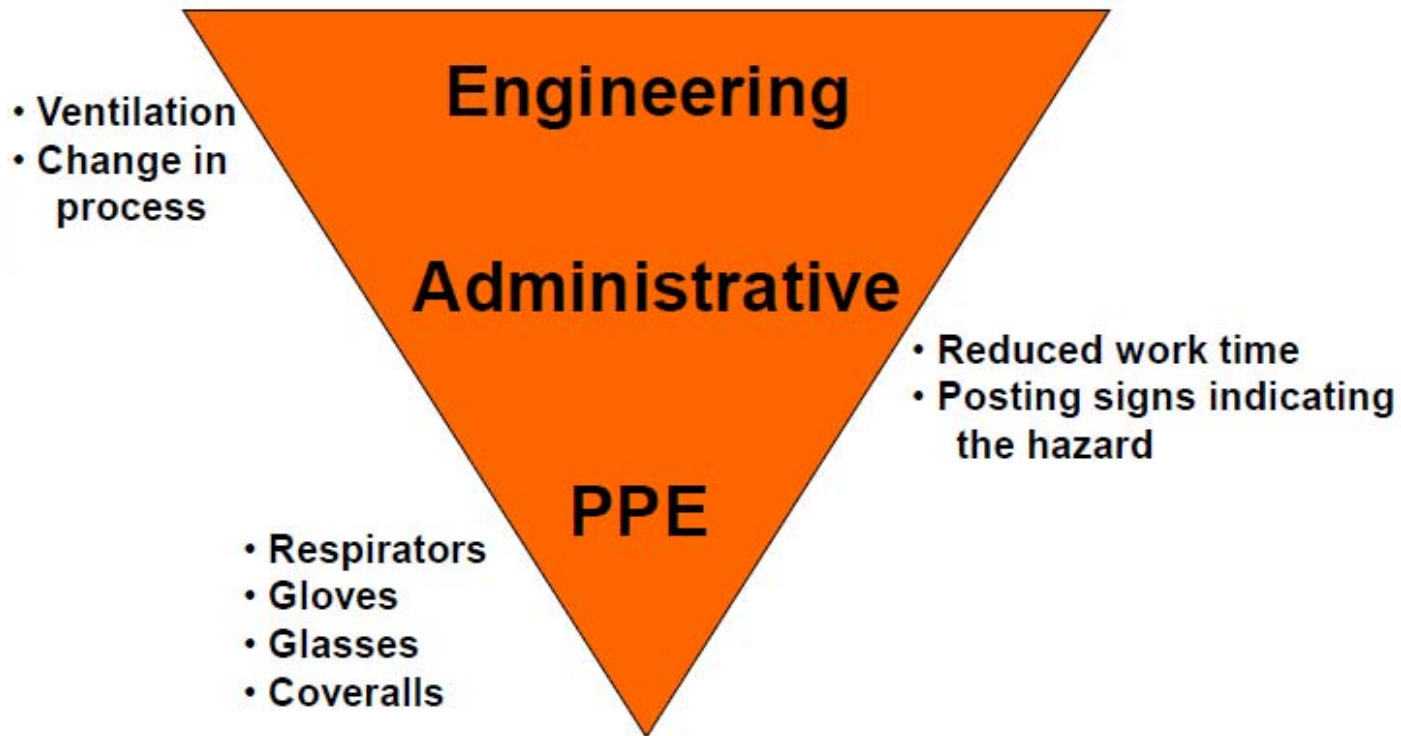 Engineering
• Ventilation
• Change in
process
Administrative
• Reduced work time
• Posting signs indicating
the hazard
PPE
• Respirators
• Gloves
• Glasses
• Coveralls